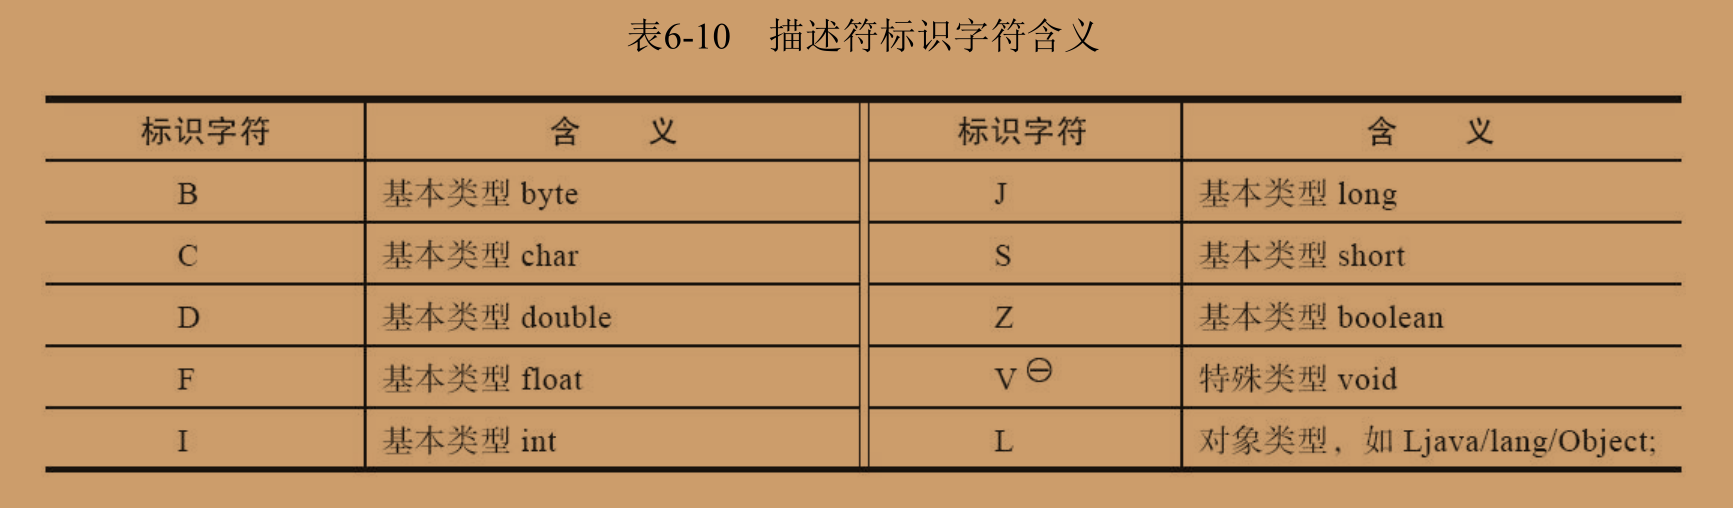 表6-10 描述符标识字符含义
标识字符 含 义 标识字符 含 义
B 基本类型 byte J 基本类型 long
C 基本类型 char S 基本类型 short
D 基本类型 double Z 基本类型 boolean
F 基本类型 float V㊀ 特殊类型 void
I 基本类型 int L 对象类型，如 Ljava/lang/Object;